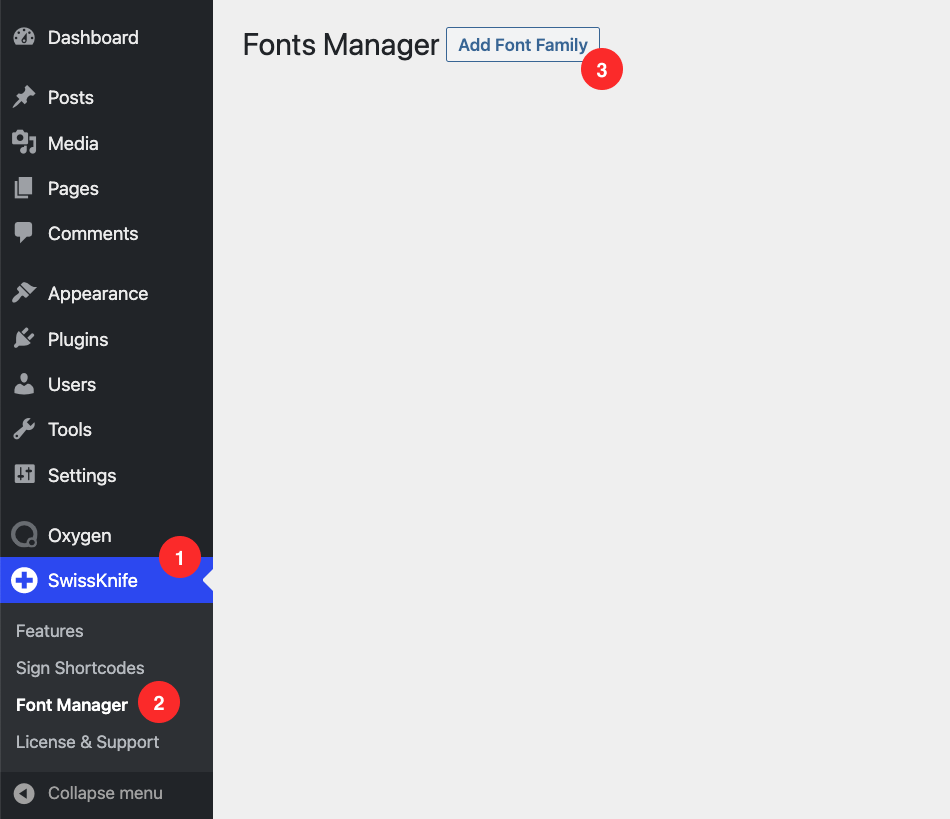 Dashboard
Posts
Media
Pages
Comments
Appearance
Plugins
Users
Tools
Settings
Oxygen
1
SwissKnife
Features
Sign Shortcodes
Font Manager 2
License & Support
Collapse menu
Fonts Manager Add Font Family
3